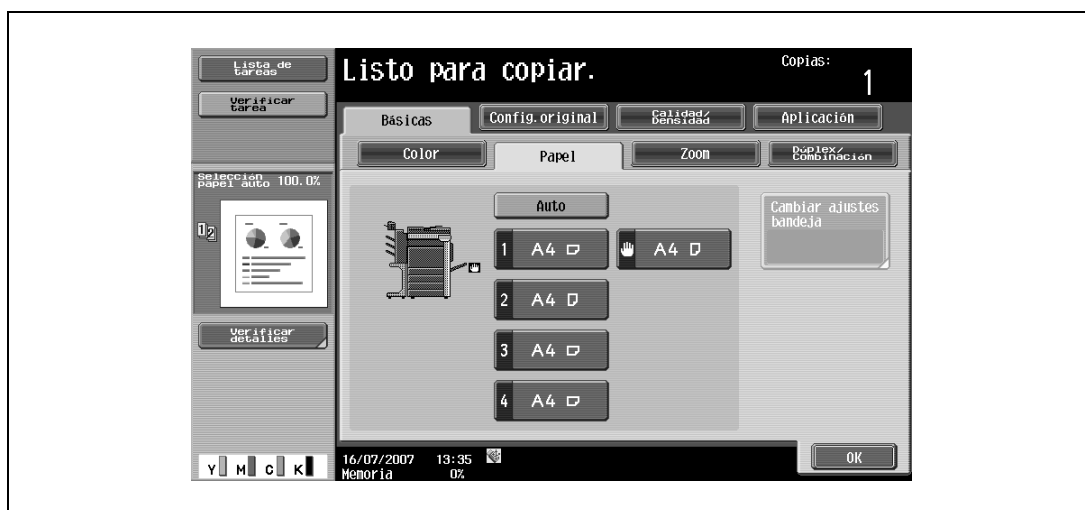 Lista de
tareas
Verificar
tarea
Listo para copiar.
Copias:
1
Básicas
Config.original
Calidad/
Densidad
Aplicación
Color
Papel
Zoom
Dúplex/
Combinación
Selección
papel auto 100.0%
1 2
Verificar
detalles
Auto
1 A4
A4
2 A4
3 A4
4 A4
Cambiar ajustes
bandeja
Y M C K
16/07/2007 13:35
Memoria 0%
OK